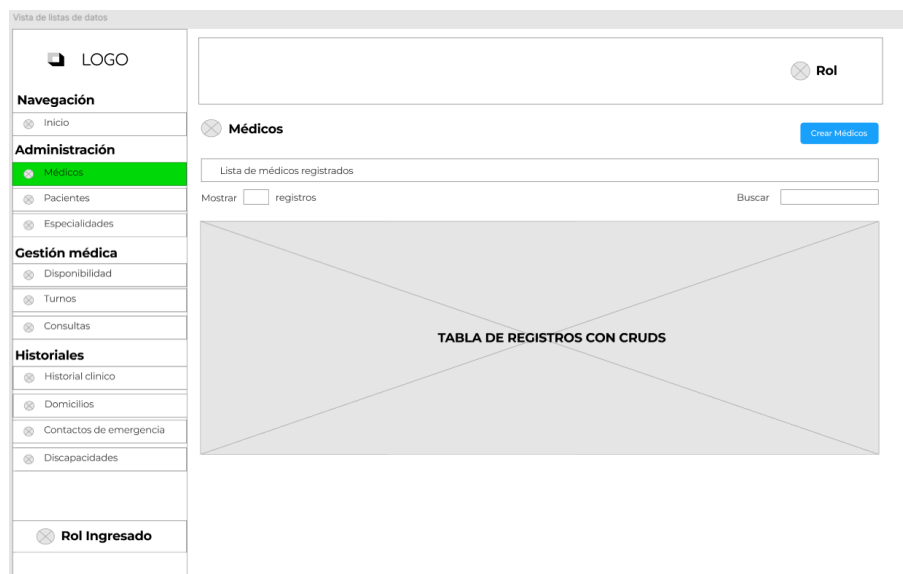 Vista de listas de datos
LOGO
Rol
Navegación
Inicio
Médicos
Crear Médicos
Administración
Médicos
Lista de médicos registrados
Pacientes
Mostrar registros
Buscar
Especialidades
Gestión médica
Disponibilidad
Turnos
Consultas
TABLA DE REGISTROS CON CRUDS
Historiales
Historial clinico
Domicilios
Contactos de emergencia
Discapacidades
Rol Ingresado